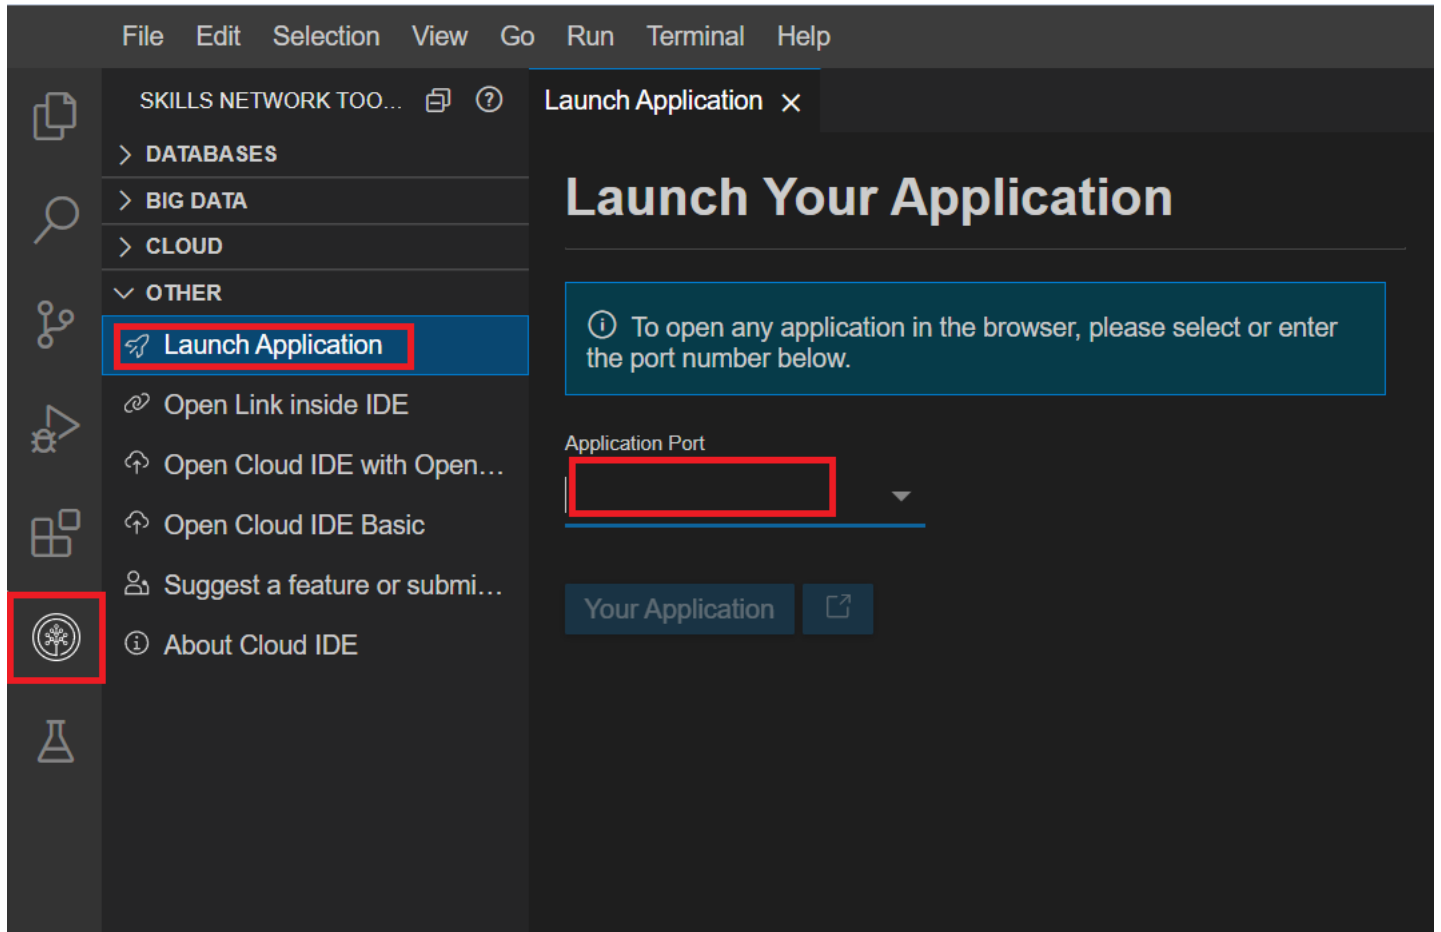 File Edit Selection View Go Run Terminal Help
SKILLS NETWORK TOO...
Launch Application
DATABASES
BIG DATA
CLOUD
OTHER
Launch Application
Open Link inside IDE
Open Cloud IDE with Open...
Open Cloud IDE Basic
Suggest a feature or submi...
About Cloud IDE
Launch Your Application
To open any application in the browser, please select or enter
the port number below.
Application Port
Your Application